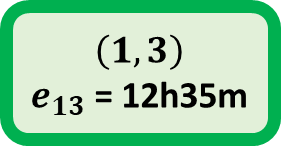 (1,3)
e₁₃ = 12h35m